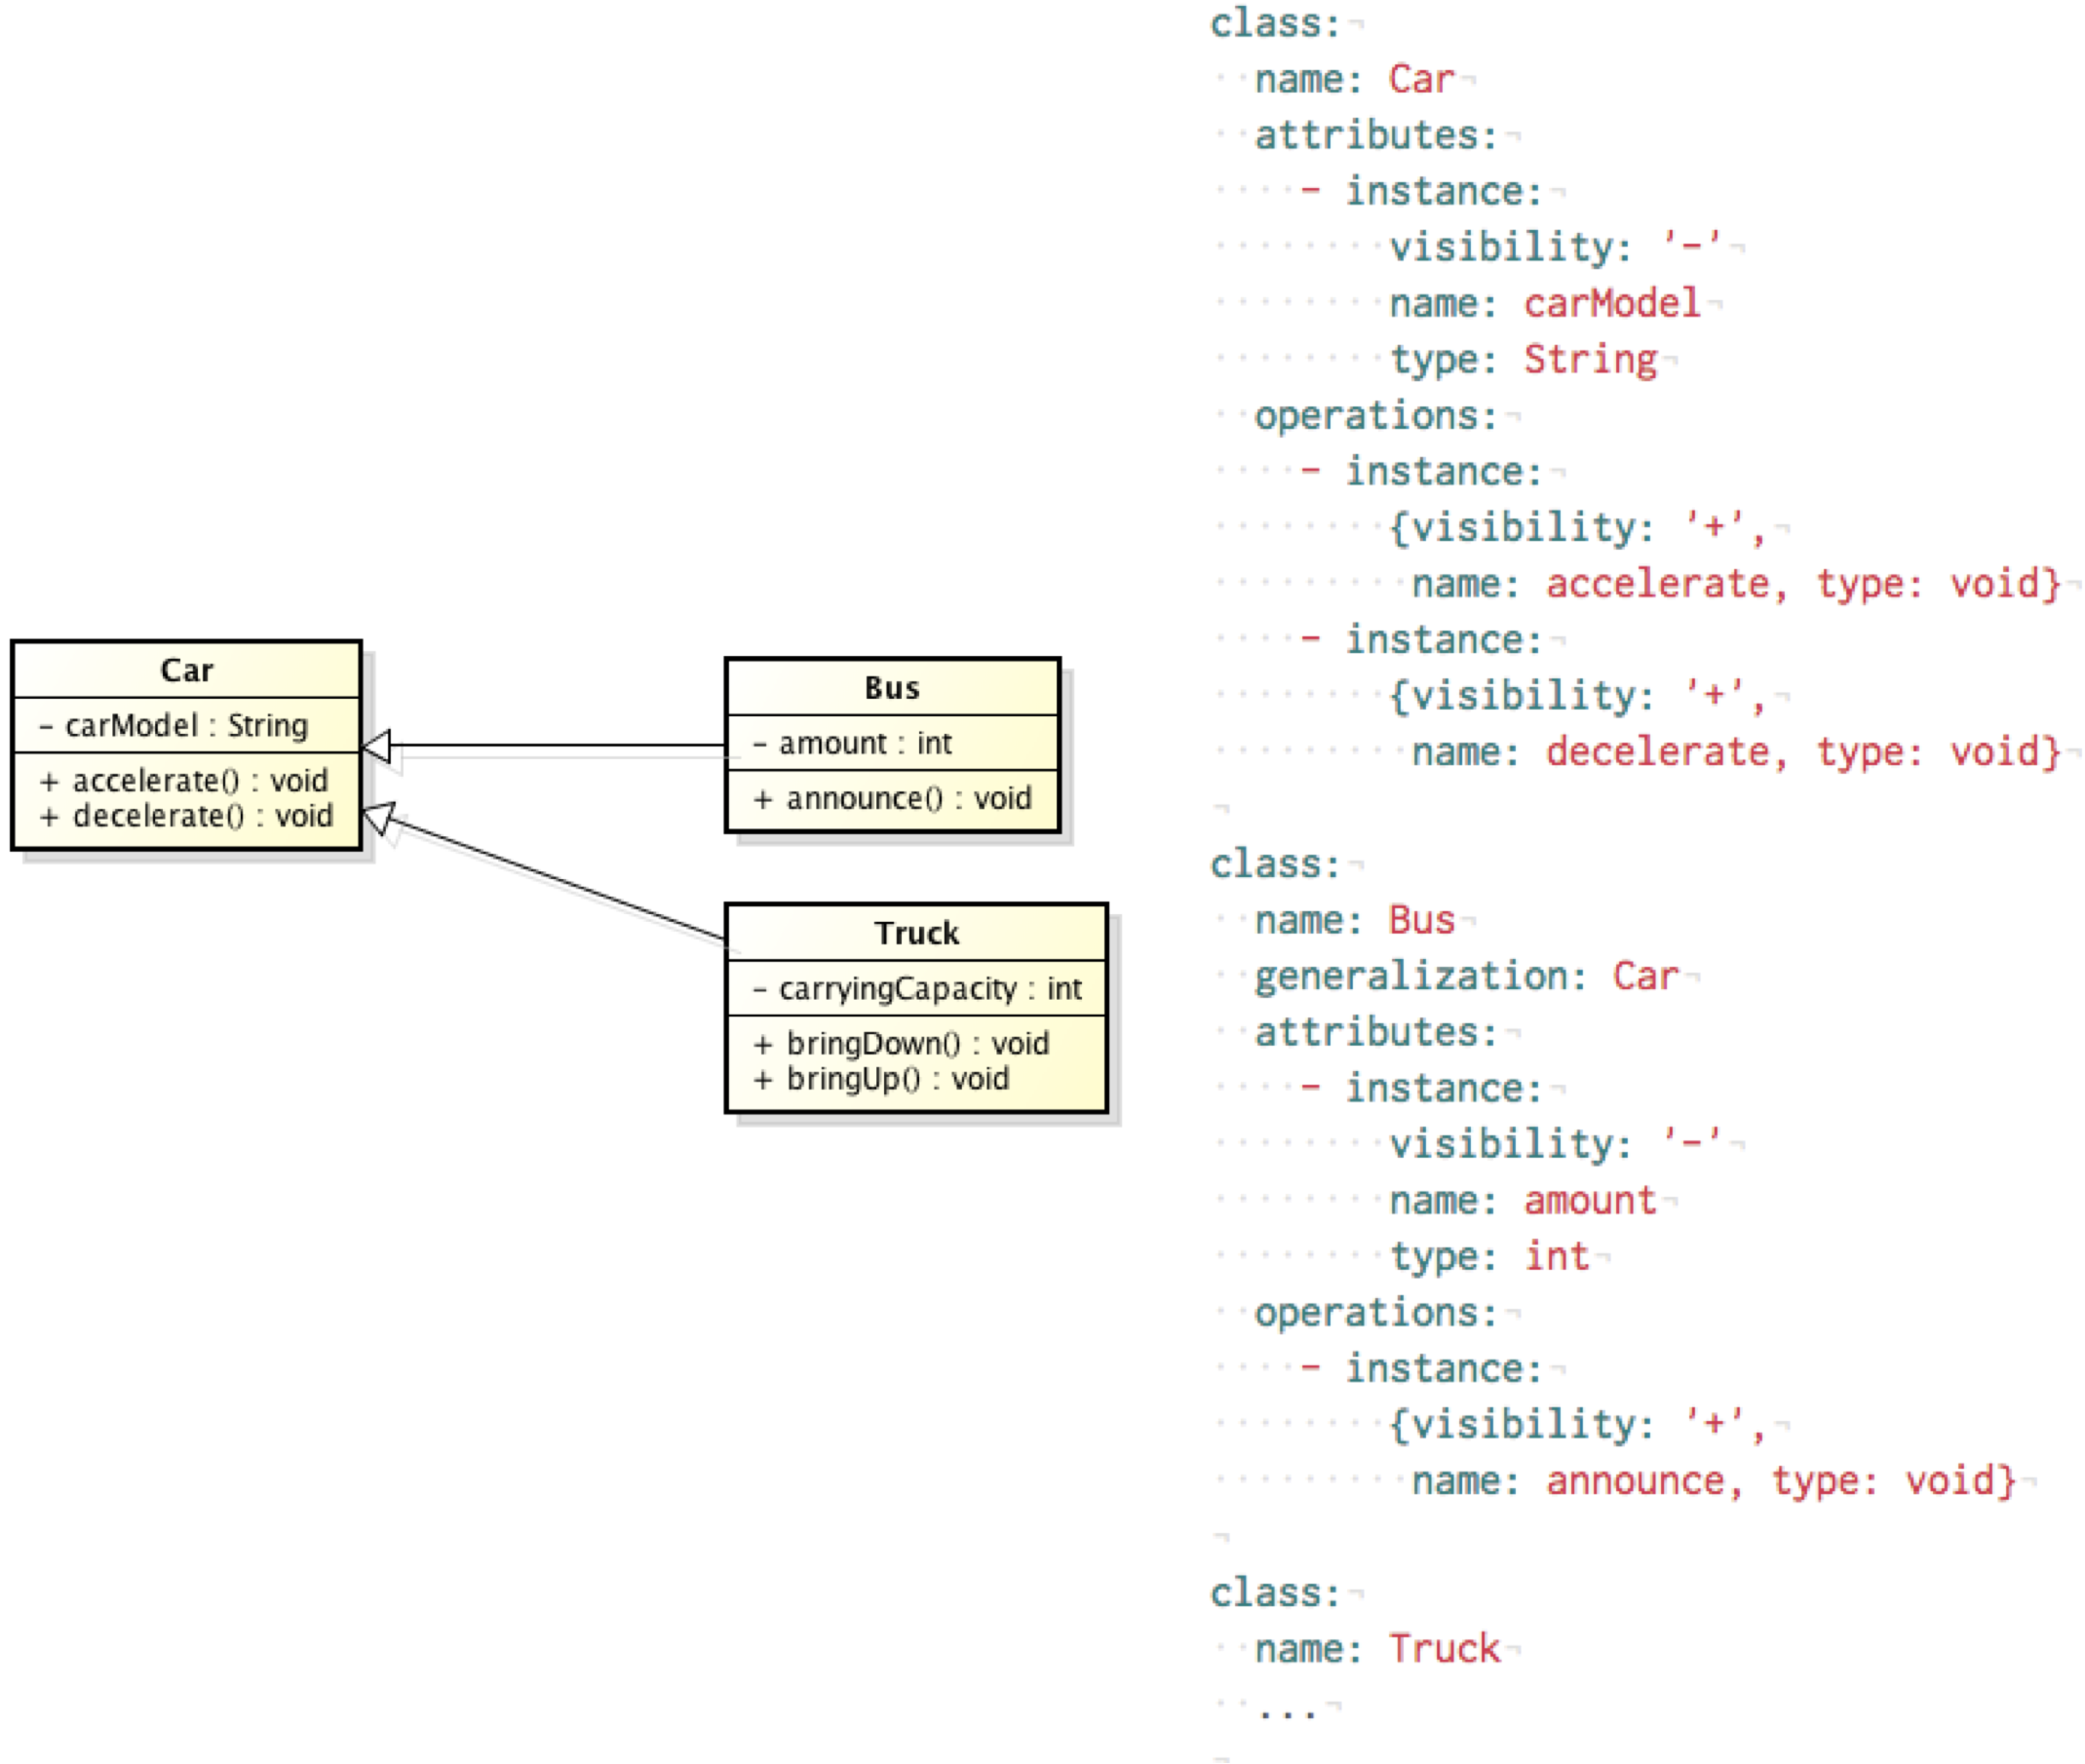 Car
- carModel : String
+ accelerate() : void
+ decelerate() : void
Bus
- amount : int
+ announce() : void
Truck
- carryingCapacity : int
+ bringDown() : void
+ bringUp() : void
class:
name: Car
attributes:
- instance:
visibility: '-'
name: carModel
type: String
operations:
- instance:
{visibility: '+',
name: accelerate, type: void}
- instance:
{visibility: '+',
name: decelerate, type: void}
class:
name: Bus
generalization: Car
attributes:
- instance:
visibility: '-'
name: amount
type: int
operations:
- instance:
{visibility: '+',
name: announce, type: void}
class:
name: Truck
...